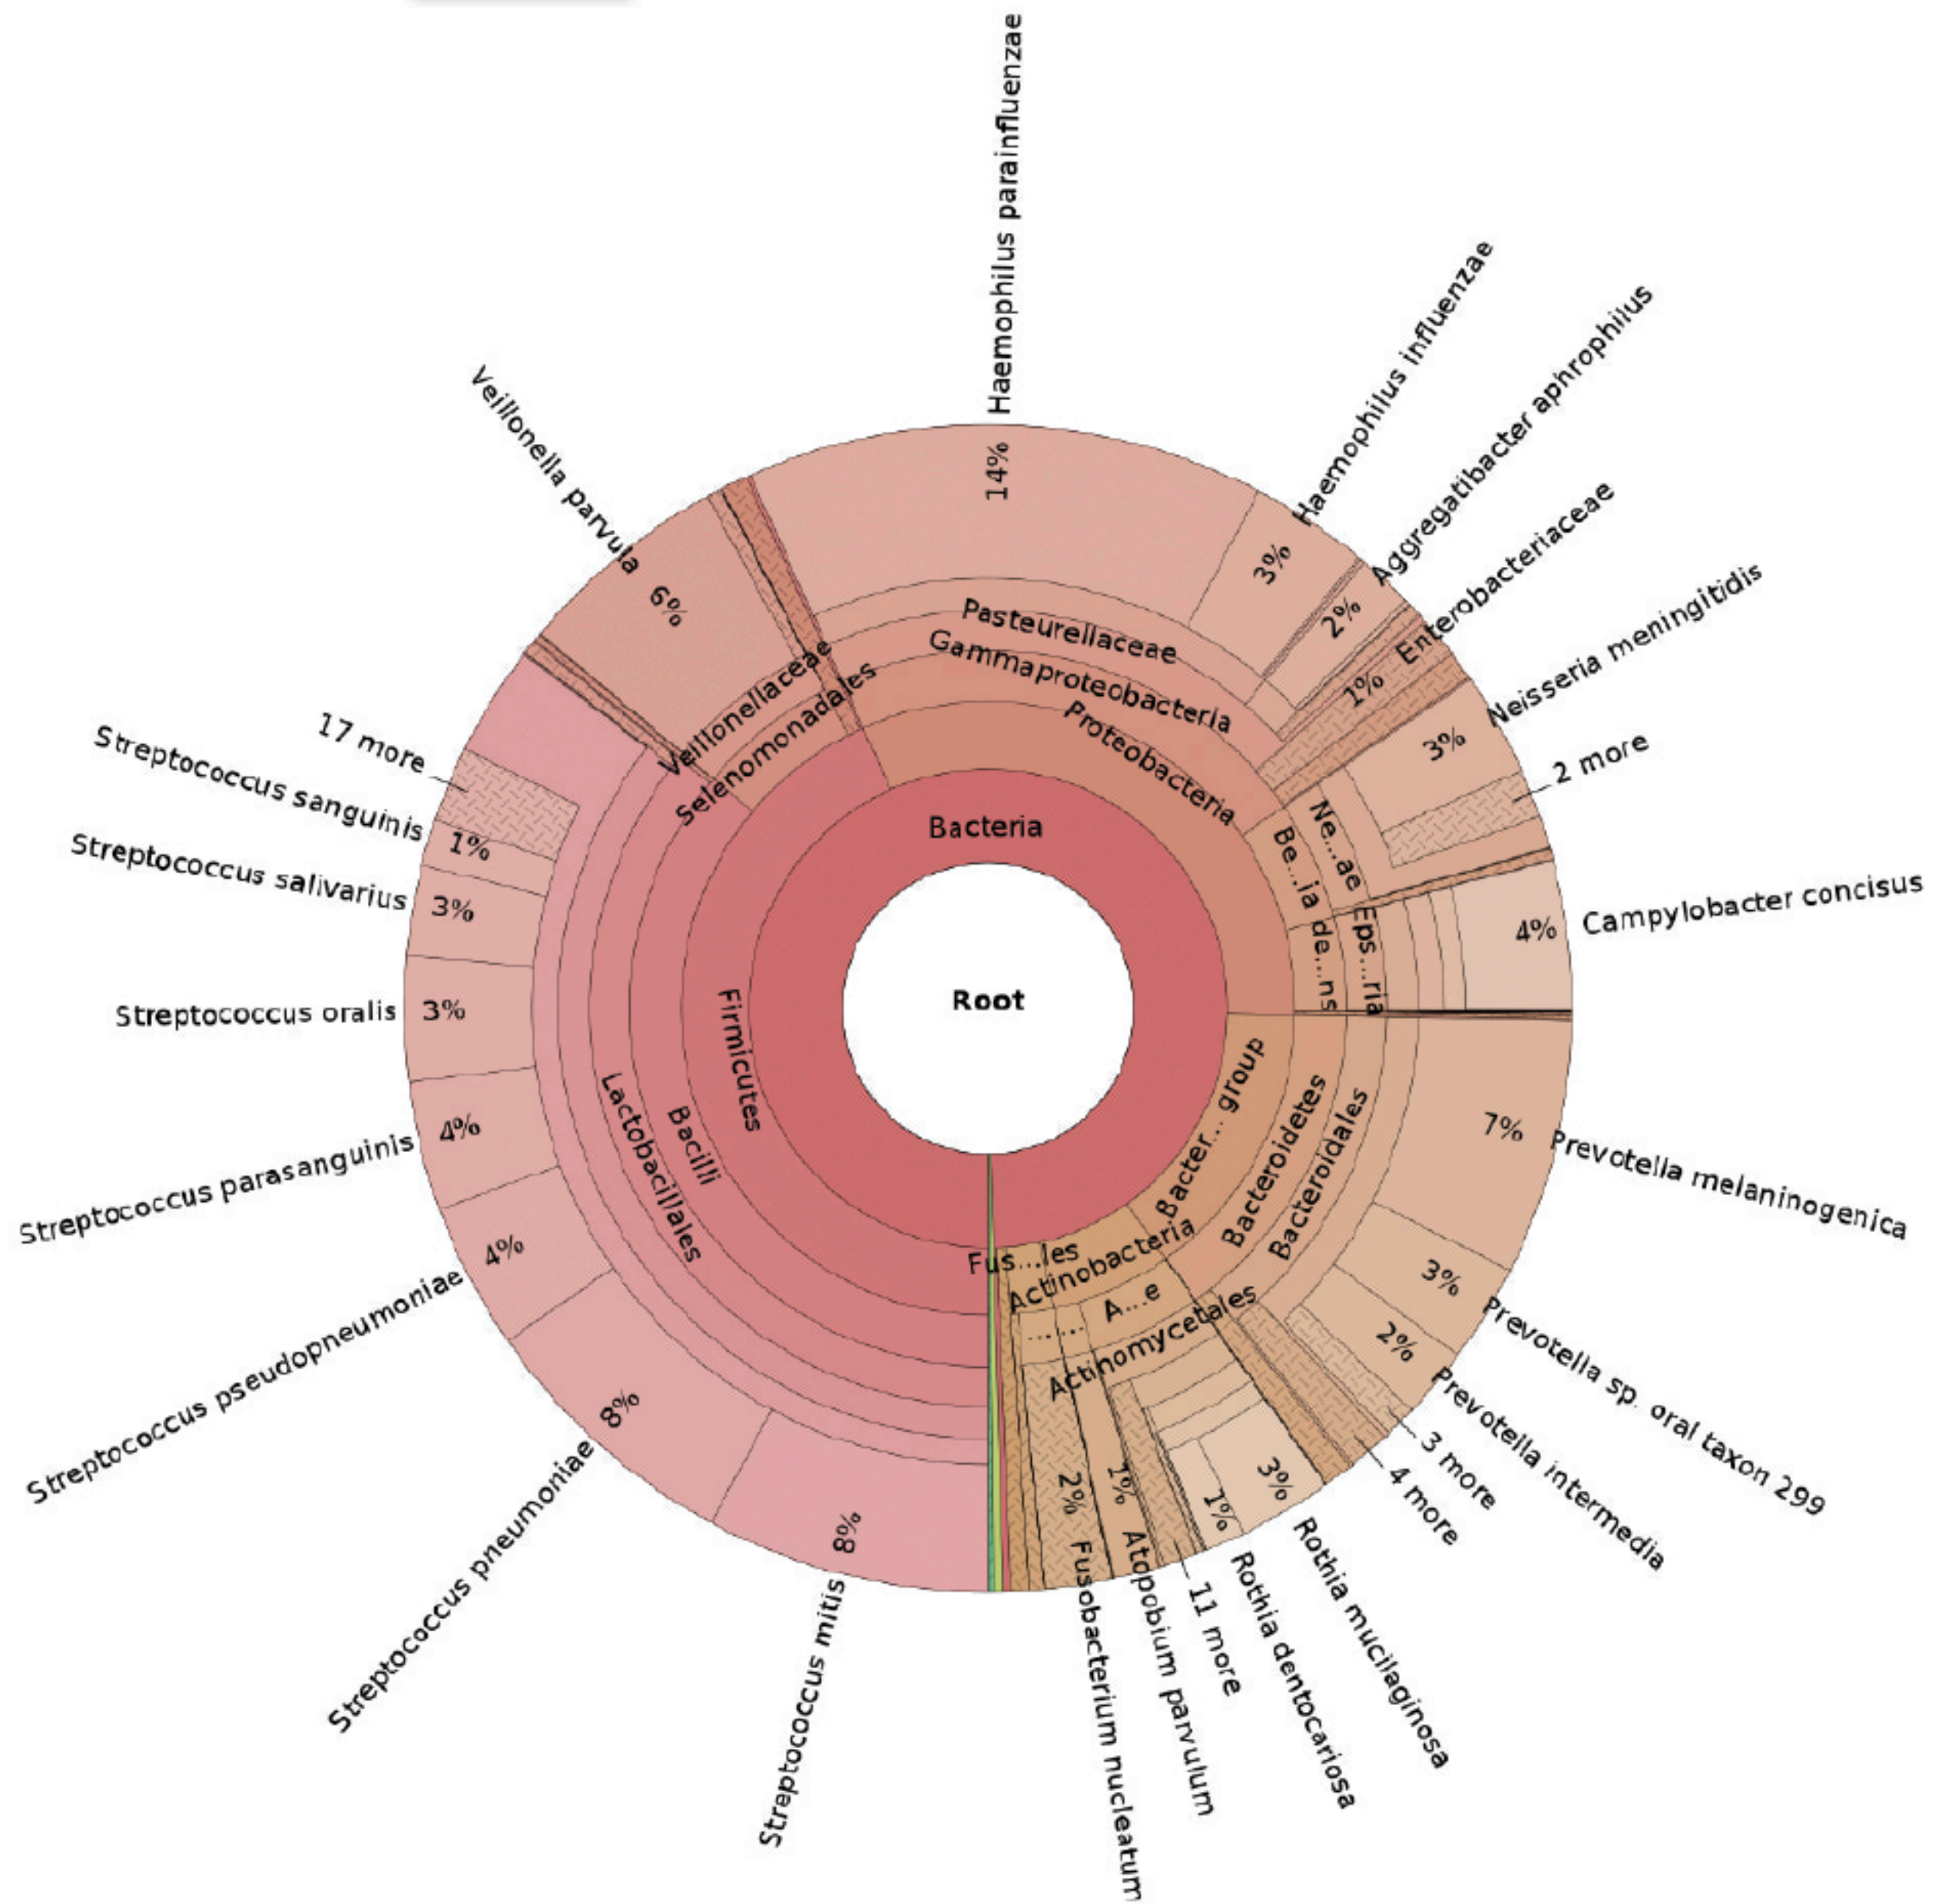 Root
Bacteria
Firmicutes
Bacilli
Lactobacillales
Selenomonadales
Veillonellaceae
Proteobacteria
Gammaproteobacteria
Pasteurellaceae
Be...ia
Ne...ae
de...ns
Eps...ria
Bacter... group
Bacteroidetes
Bacteroidales
Actinobacteria
A...e
Actinomycetales
Fus...les
... ...
Haemophilus parainfluenzae
14%
Haemophilus influenzae
3%
Aggregatibacter aphrophilus
2%
Enterobacteriaceae
1%
Neisseria meningitidis
3%
2 more
Campylobacter concisus
4%
Prevotella melaninogenica
7%
Prevotella sp. oral taxon 299
3%
Prevotella intermedia
2%
3 more
4 more
Rothia mucilaginosa
3%
Rothia dentocariosa
1%
11 more
Atopobium parvulum
1%
Fusobacterium nucleatum
2%
Streptococcus mitis
8%
Streptococcus pneumoniae
8%
Streptococcus pseudopneumoniae
4%
Streptococcus parasanguinis
4%
Streptococcus oralis
3%
Streptococcus salivarius
3%
Streptococcus sanguinis
1%
17 more
Veillonella parvula
6%